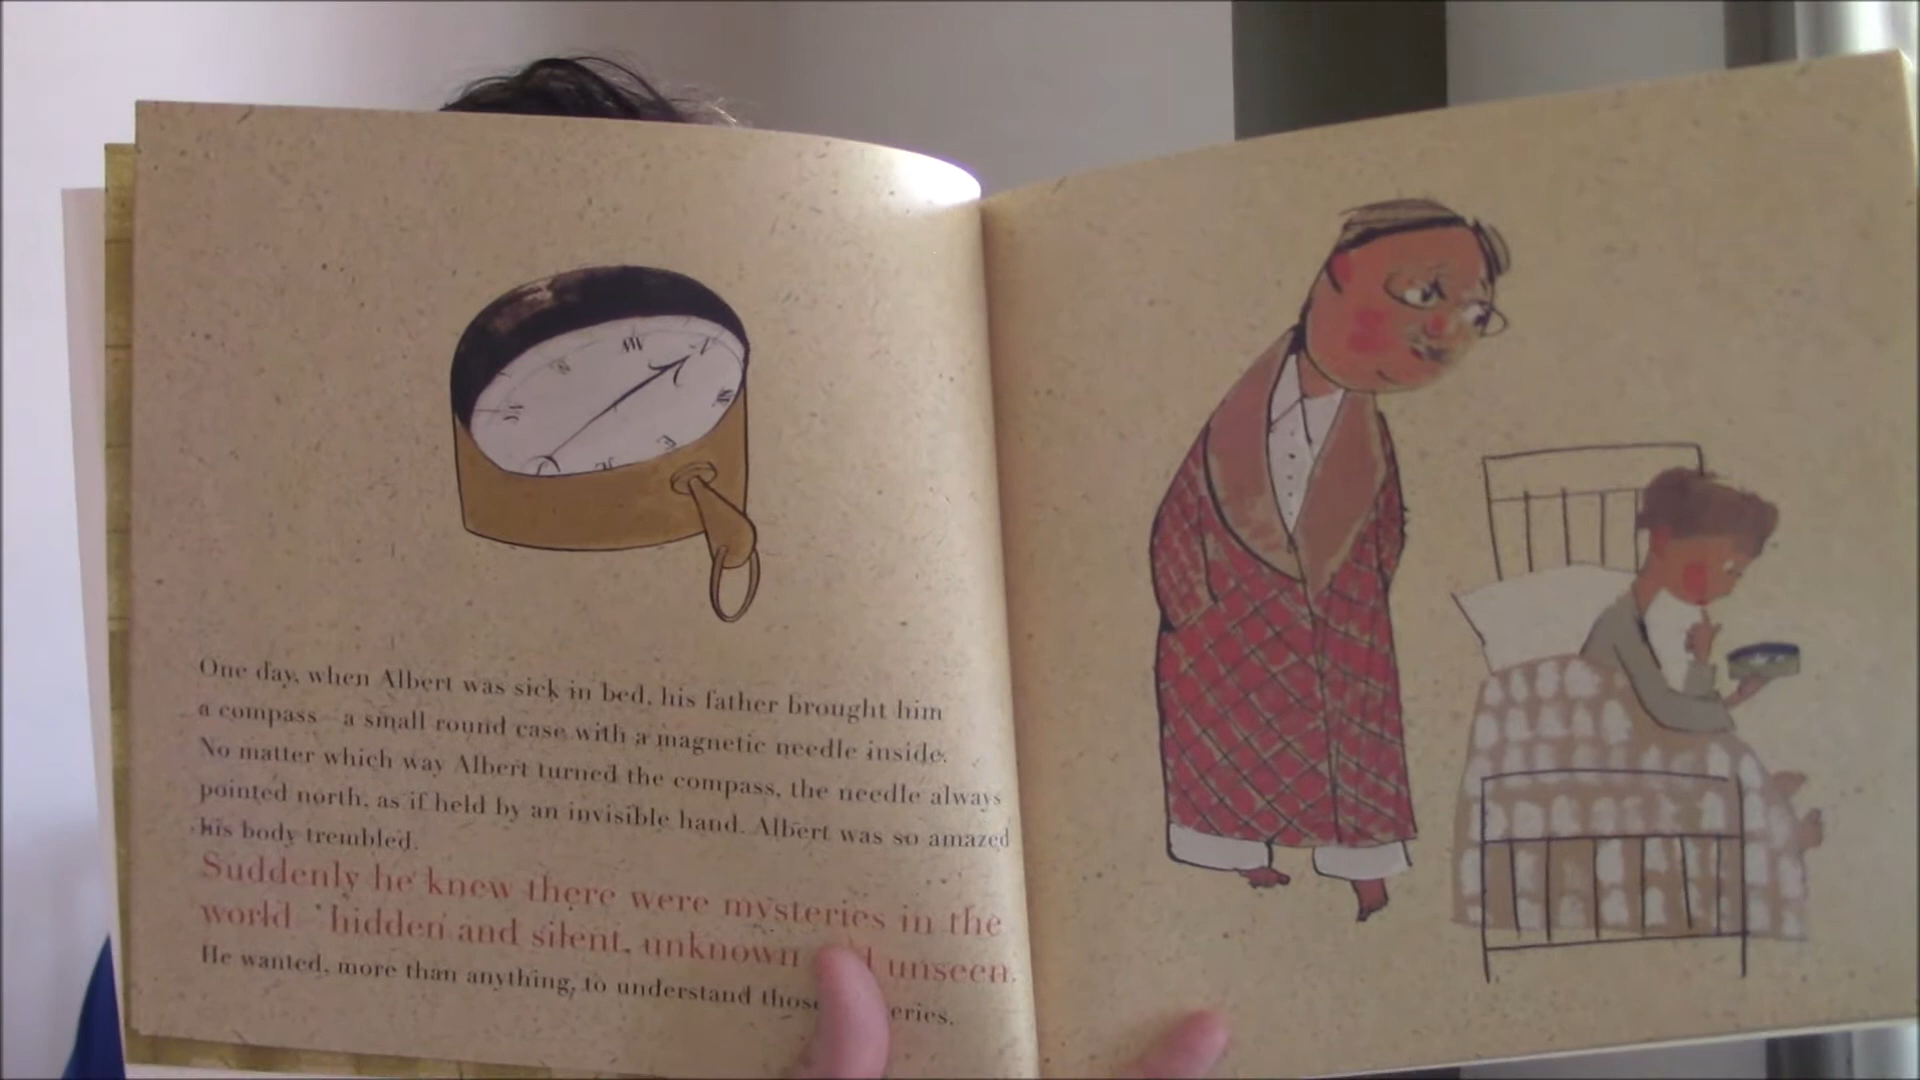 One day, when Albert was sick in bed, his father brought him
a compass—a small round case with a magnetic needle inside.
No matter which way Albert turned the compass, the needle always
pointed north, as if held by an invisible hand. Albert was so amazed
his body trembled.
Suddenly he knew there were mysteries in the
world—hidden and silent, unknown unseen.
He wanted, more than anything, to understand those
W
N
NE
E